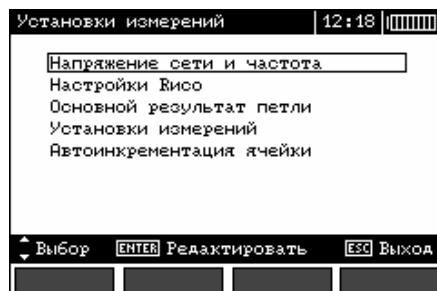 Установки измерений 12:18
Напряжение сети и частота
Настройки Rисо
Основной результат петли
Установки измерений
Автоинкрементация ячейки
Выбор ENTER Редактировать ESC Выход